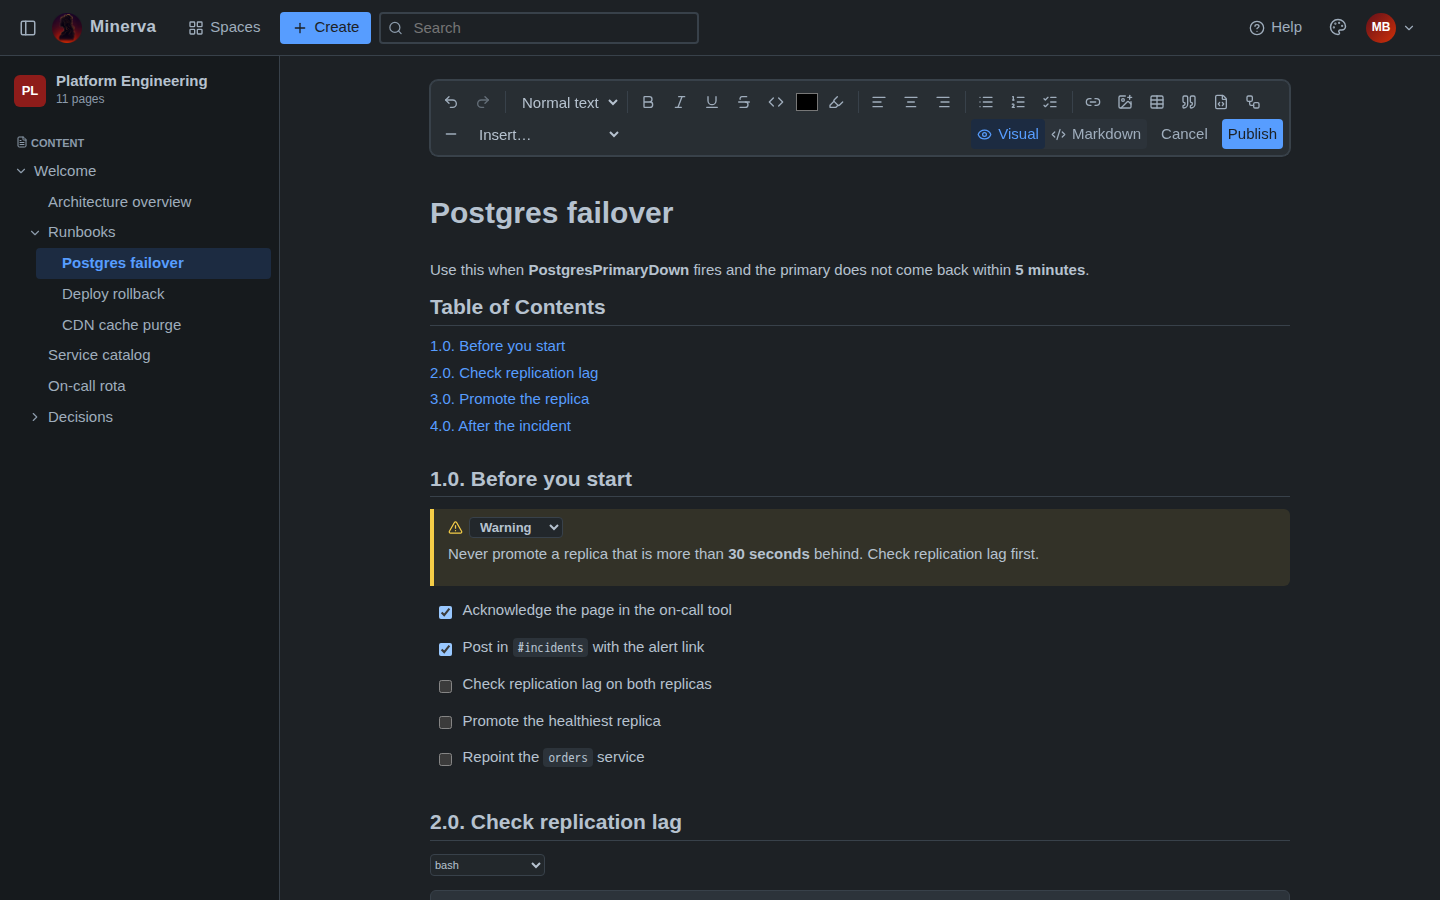 Minerva
Spaces
Create
Search
Help
MB
PL
Platform Engineering
11 pages
CONTENT
Welcome
Architecture overview
Runbooks
Postgres failover
Deploy rollback
CDN cache purge
Service catalog
On-call rota
Decisions
Normal text
Insert…
Visual
Markdown
Cancel
Publish
Postgres failover
Use this when PostgresPrimaryDown fires and the primary does not come back within 5 minutes.
Table of Contents
1.0. Before you start
2.0. Check replication lag
3.0. Promote the replica
4.0. After the incident
1.0. Before you start
Warning
Never promote a replica that is more than 30 seconds behind. Check replication lag first.
Acknowledge the page in the on-call tool
Post in #incidents with the alert link
Check replication lag on both replicas
Promote the healthiest replica
Repoint the orders service
2.0. Check replication lag
bash